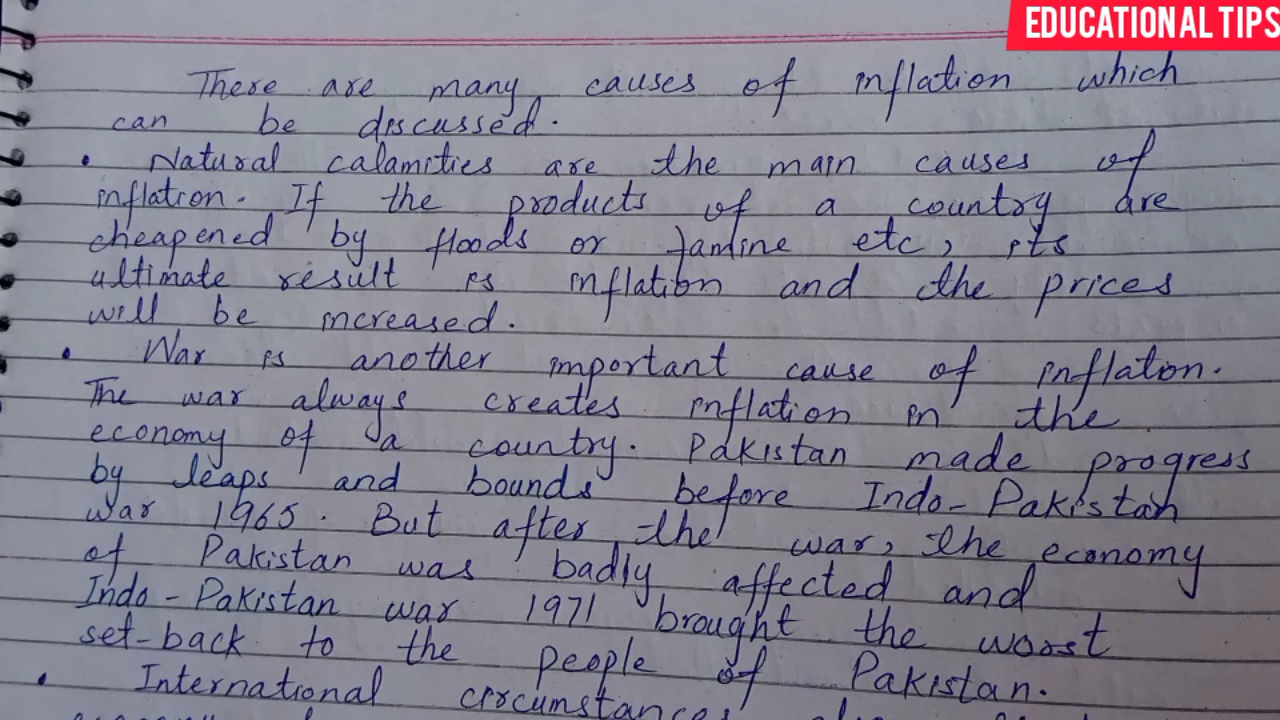 EDUCATIONAL TIPS
There are many causes of inflation which
can be discussed.
• Natural calamities are the main causes of
inflation. If the products of a country are
cheapened by floods or famine etc, its
ultimate result is inflation and the prices
will be increased.
• War is another important cause of inflation.
The war always creates inflation in the
economy of a country. Pakistan made progress
by leaps and bounds before Indo-Pakistan
war 1965. But after the war, the economy
of Pakistan was badly affected and
Indo-Pakistan war 1971 brought the worst
set-back to the people of Pakistan.
• International circumstances